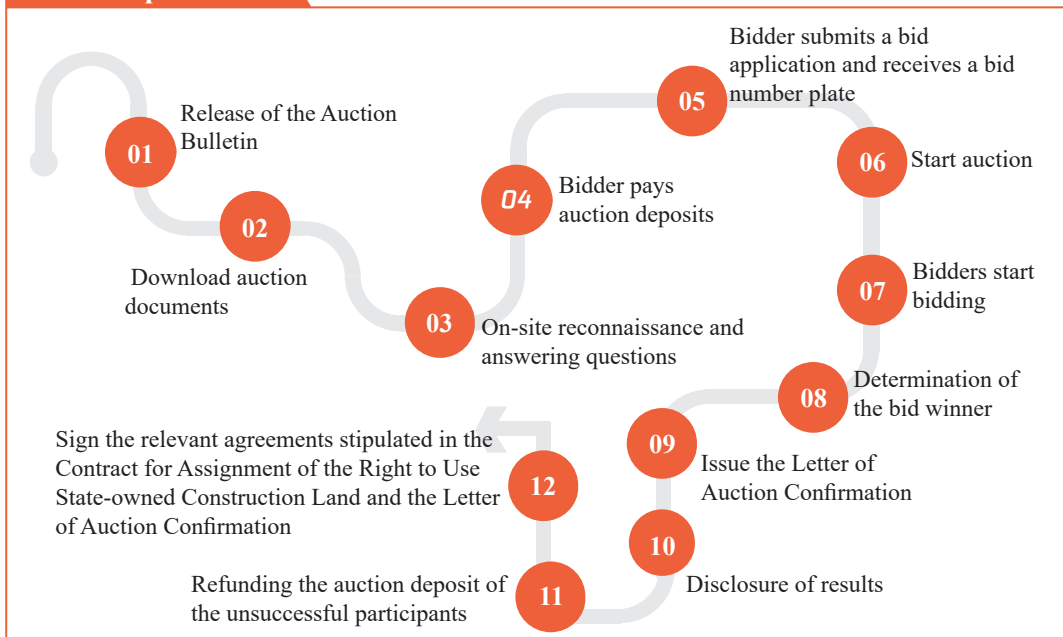 01
Release of the Auction
Bulletin
02
Download auction
documents
03
On-site reconnaissance and
answering questions
04
Bidder pays
auction deposits
05
Bidder submits a bid
application and receives a bid
number plate
06
Start auction
07
Bidders start
bidding
08
Determination of
the bid winner
09
Issue the Letter of
Auction Confirmation
10
Disclosure of results
11
Refunding the auction deposit of
the unsuccessful participants
12
Sign the relevant agreements stipulated in the
Contract for Assignment of the Right to Use
State-owned Construction Land and the Letter
of Auction Confirmation